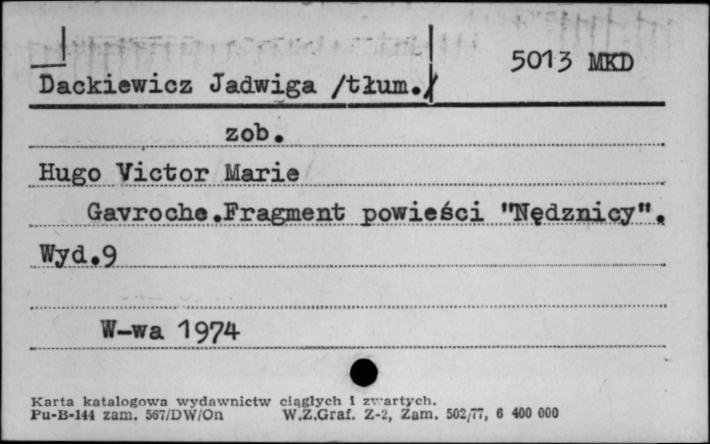 5013 MKD
Dackiewicz Jadwiga /tłum./
zob.
Hugo Victor Marie
Gavroche.Fragment powieści "Nędznicy".
Wyd.9
W-wa 1974
Karta katalogowa wydawnictw ciągłych i zwartych.
Pu-B-144 zam. 567/DW/On W.Z.Graf. Z-2, Zam. 502/77, 6 400 000